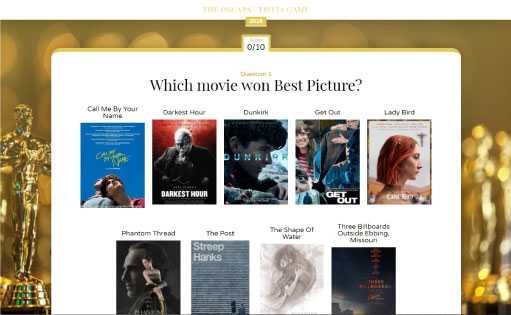 THE OSCARS - TRIVIA GAME
2018
0/10
Question 1
Which movie won Best Picture?
Call Me By Your
Name
Darkest Hour
Dunkirk
Get Out
Lady Bird
DUNKIRK
DARKEST HOUR
GET
OUT
Phantom Thread
The Post
The Shape Of
Water
Three Billboards
Outside Ebbing,
Missouri
Streep
Hanks
THREE
BILLBOARDS